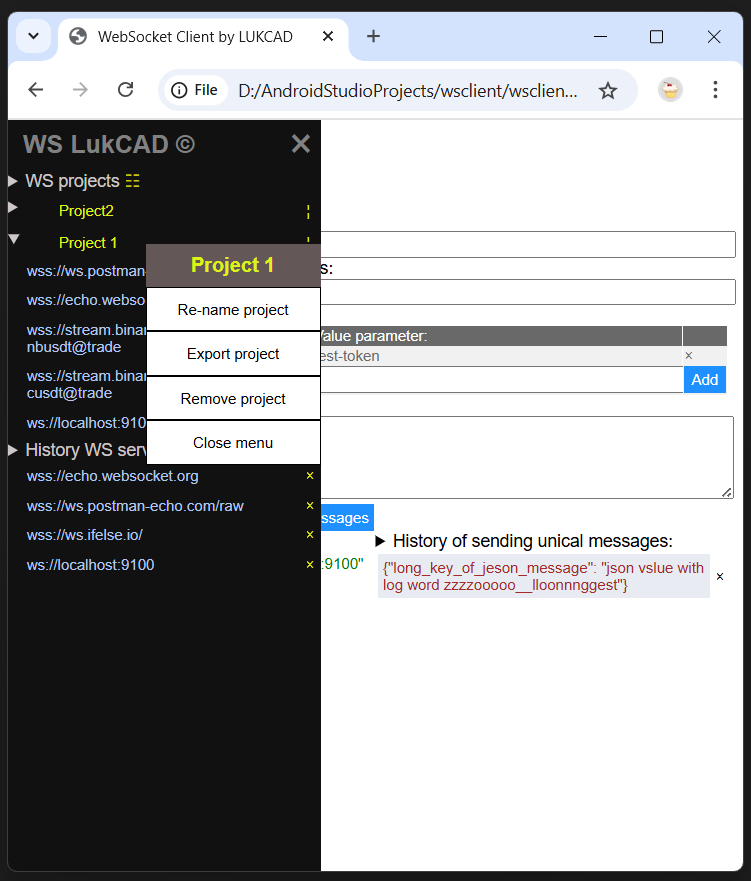 WebSocket Client by LUKCAD
File
D:/AndroidStudioProjects/wsclient/wsclien...
WS LukCAD ©
WS projects
Project2
Project 1
wss://ws.postman-
wss://echo.webso
wss://stream.binar
nbusdt@trade
wss://stream.binar
cusdt@trade
ws://localhost:910
Project 1
Re-name project
Export project
Remove project
Close menu
History WS serv
wss://echo.websocket.org ×
wss://ws.postman-echo.com/raw ×
wss://ws.ifelse.io/ ×
ws://localhost:9100 ×
s:
Value parameter:
est-token ×
Add
ssages
:9100"
History of sending unical messages:
{"long_key_of_jeson_message": "json vslue with
log word zzzzooooo__lloonnnggest"} ×